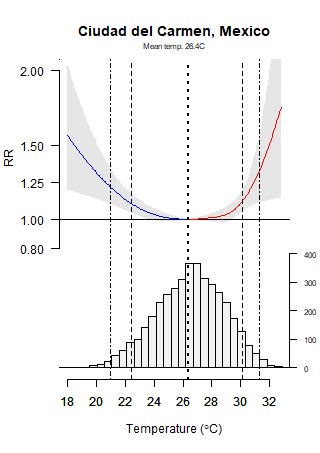 Ciudad del Carmen, Mexico
Mean temp. 26.4C
2.00
1.50
1.25
1.00
0.80
RR
400
300
200
100
0
18 20 22 24 26 28 30 32
Temperature (°C)